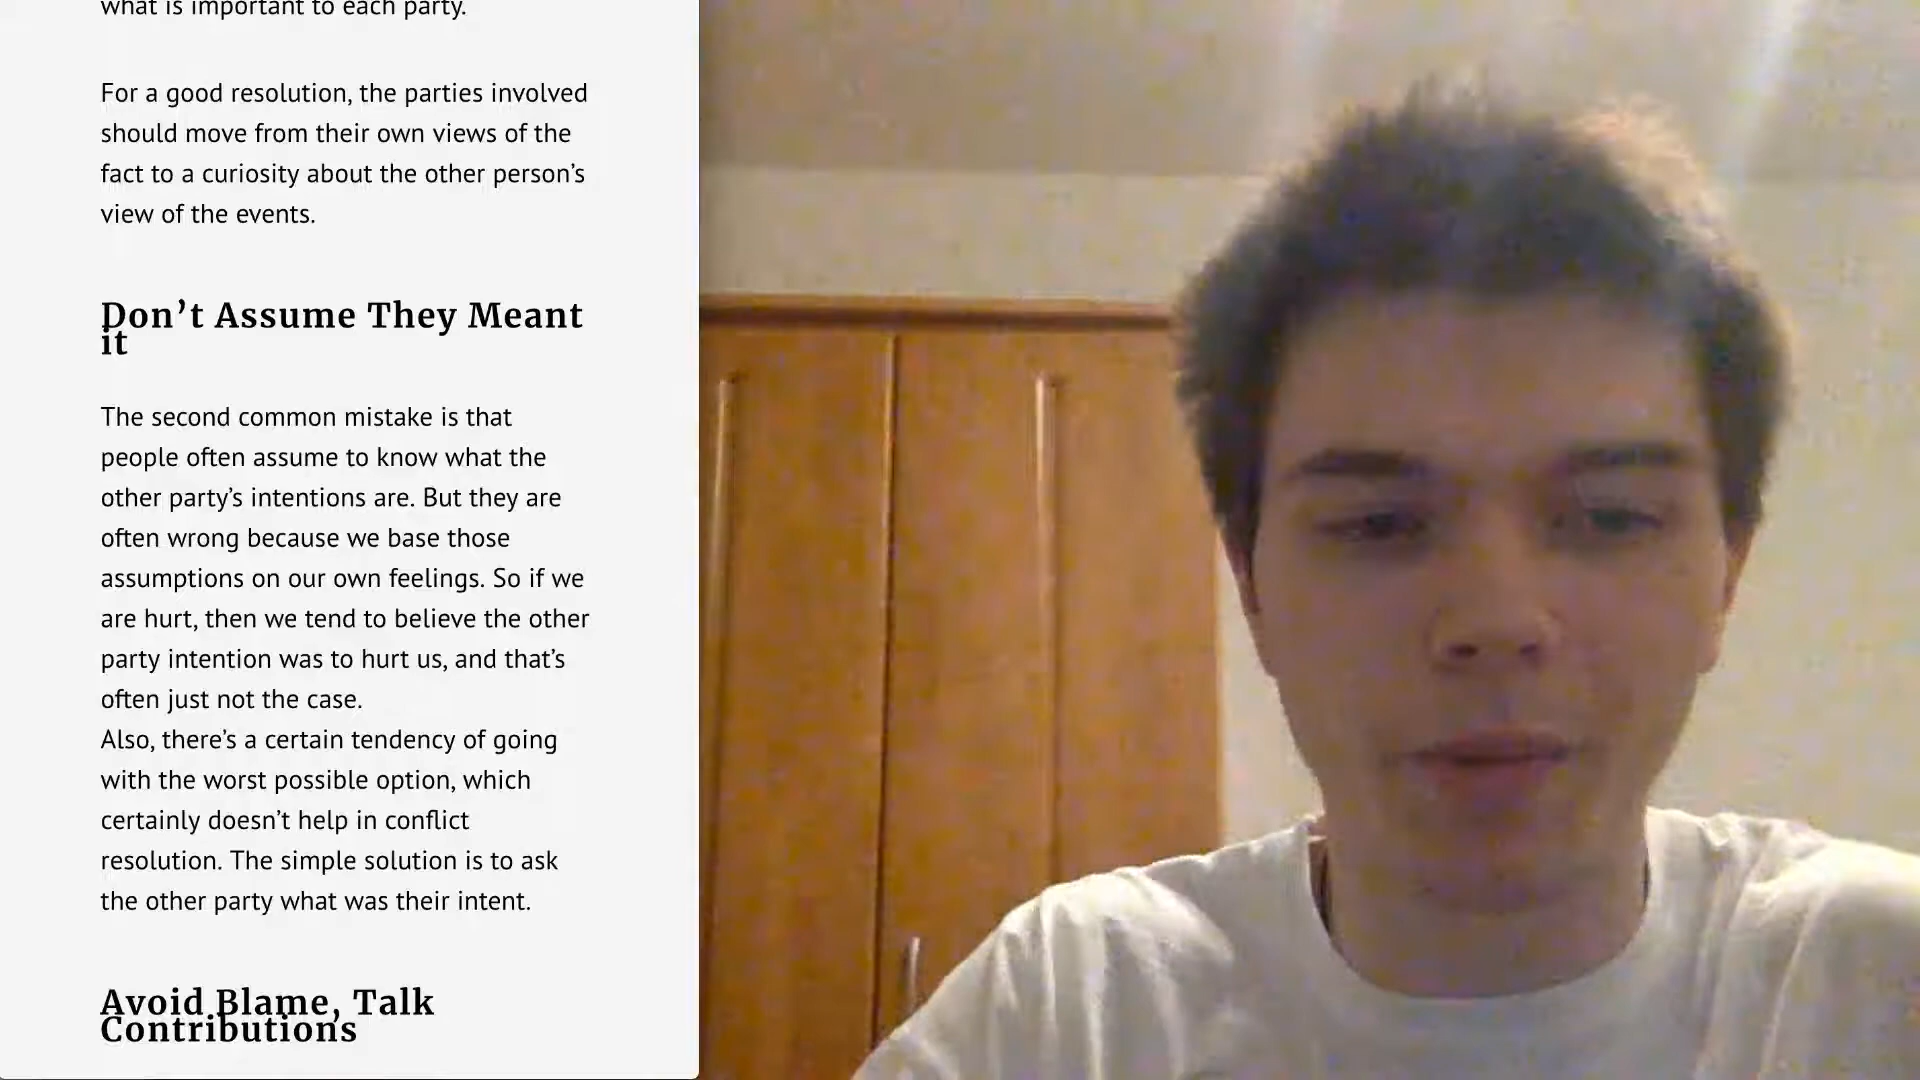 what is important to each party.
For a good resolution, the parties involved
should move from their own views of the
fact to a curiosity about the other person’s
view of the events.
Don’t Assume They Meant
it
The second common mistake is that
people often assume to know what the
other party’s intentions are. But they are
often wrong because we base those
assumptions on our own feelings. So if we
are hurt, then we tend to believe the other
party intention was to hurt us, and that’s
often just not the case.
Also, there’s a certain tendency of going
with the worst possible option, which
certainly doesn’t help in conflict
resolution. The simple solution is to ask
the other party what was their intent.
Avoid Blame, Talk
Contributions